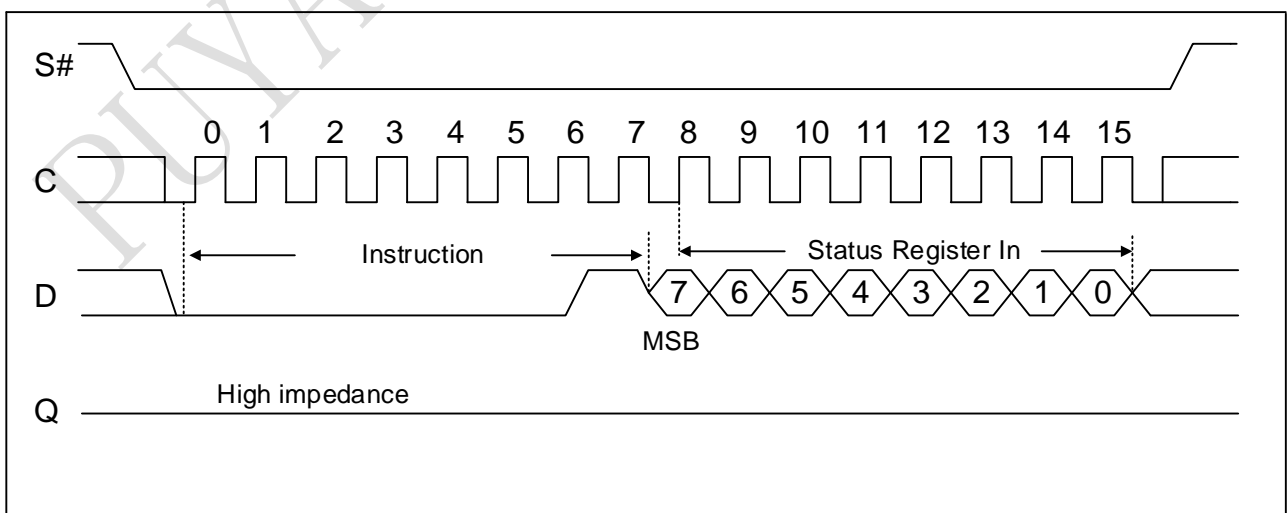 PUYA
S#
0 1 2 3 4 5 6 7 8 9 10 11 12 13 14 15
C
Instruction Status Register In
D 7 6 5 4 3 2 1 0
MSB
High impedance
Q